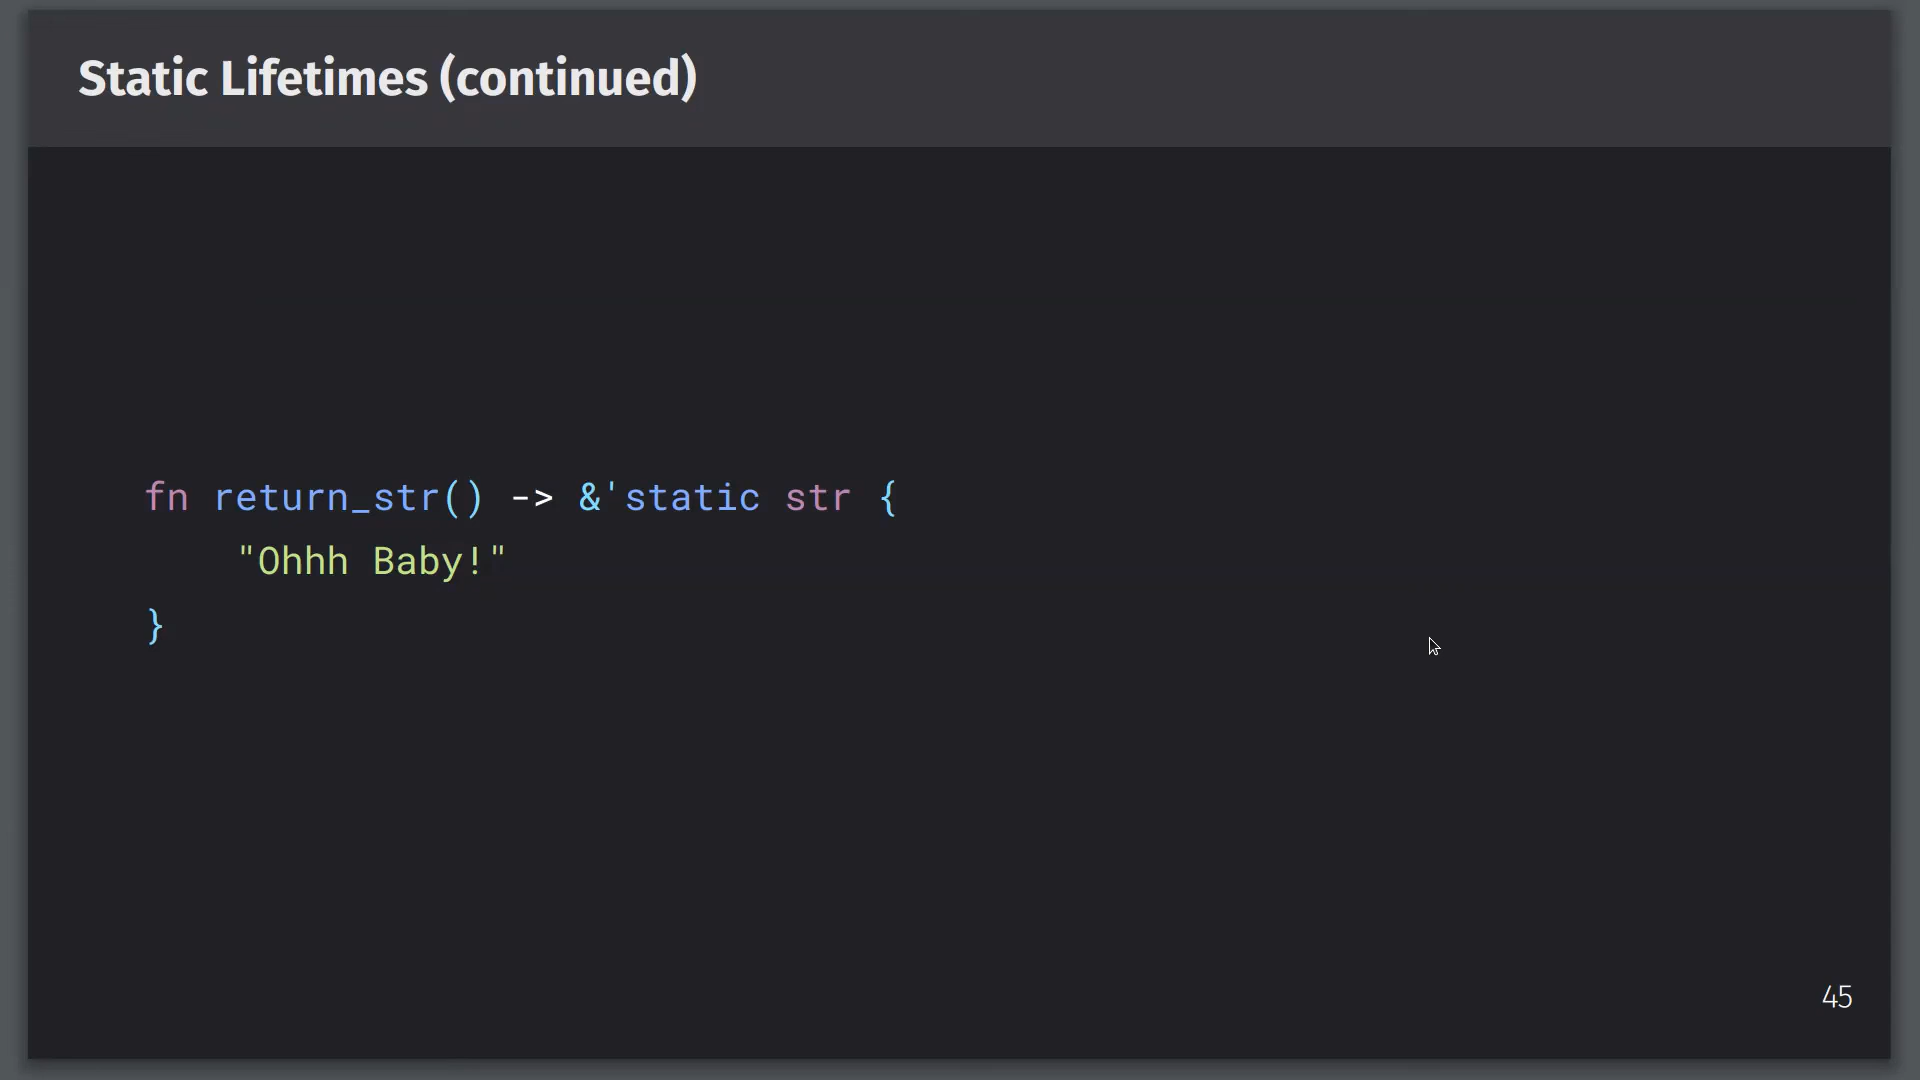 Static Lifetimes (continued)
fn return_str() -> &'static str {
    "Ohhh Baby!"
}
45